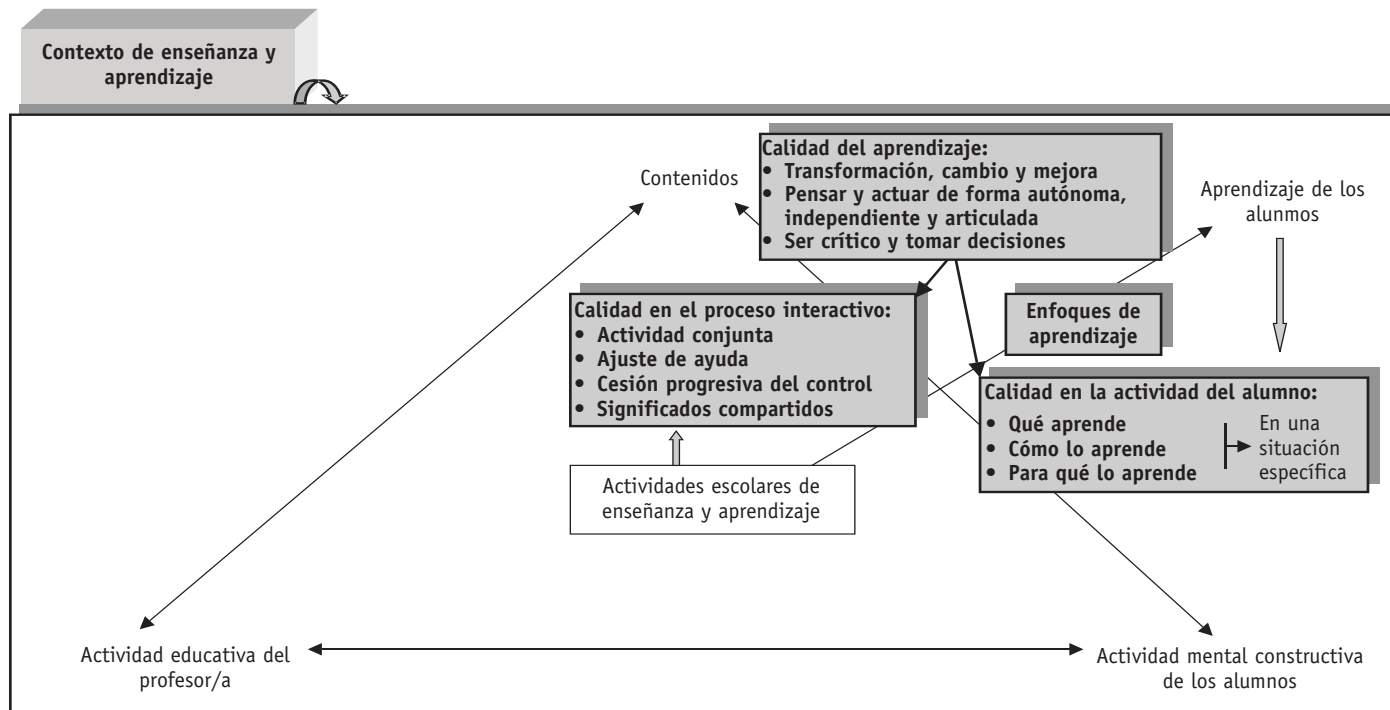 Contexto de enseñanza y
aprendizaje
Calidad del aprendizaje:
• Transformación, cambio y mejora
• Pensar y actuar de forma autónoma,
independiente y articulada
• Ser crítico y tomar decisiones
Contenidos
Aprendizaje de los
alunmos
Calidad en el proceso interactivo:
• Actividad conjunta
• Ajuste de ayuda
• Cesión progresiva del control
• Significados compartidos
Enfoques de
aprendizaje
Calidad en la actividad del alumno:
• Qué aprende
• Cómo lo aprende
• Para qué lo aprende
En una
situación
específica
Actividades escolares de
enseñanza y aprendizaje
Actividad educativa del
profesor/a
Actividad mental constructiva
de los alumnos